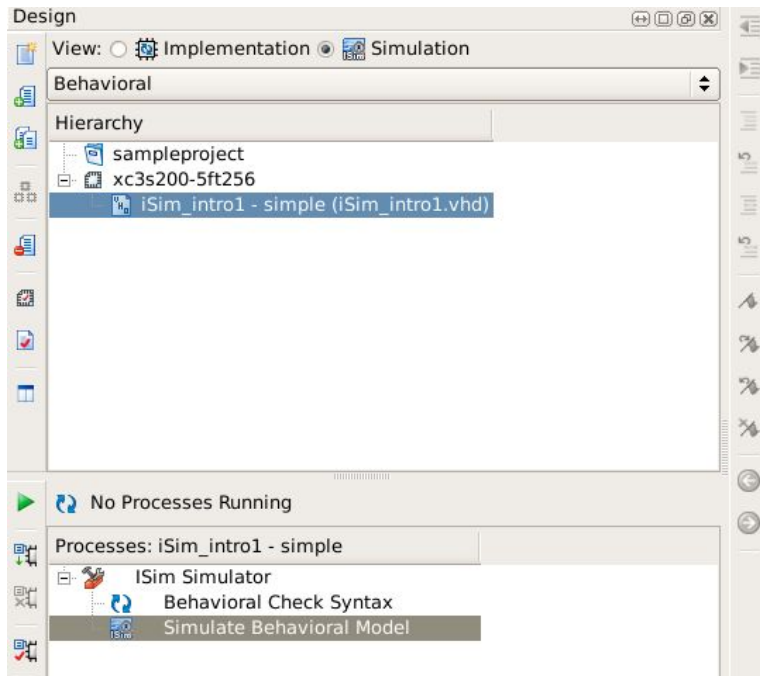 Design
View: Implementation Simulation
Behavioral
Hierarchy
sampleproject
xc3s200-5ft256
iSim_intro1 - simple (iSim_intro1.vhd)
No Processes Running
Processes: iSim_intro1 - simple
ISim Simulator
Behavioral Check Syntax
Simulate Behavioral Model